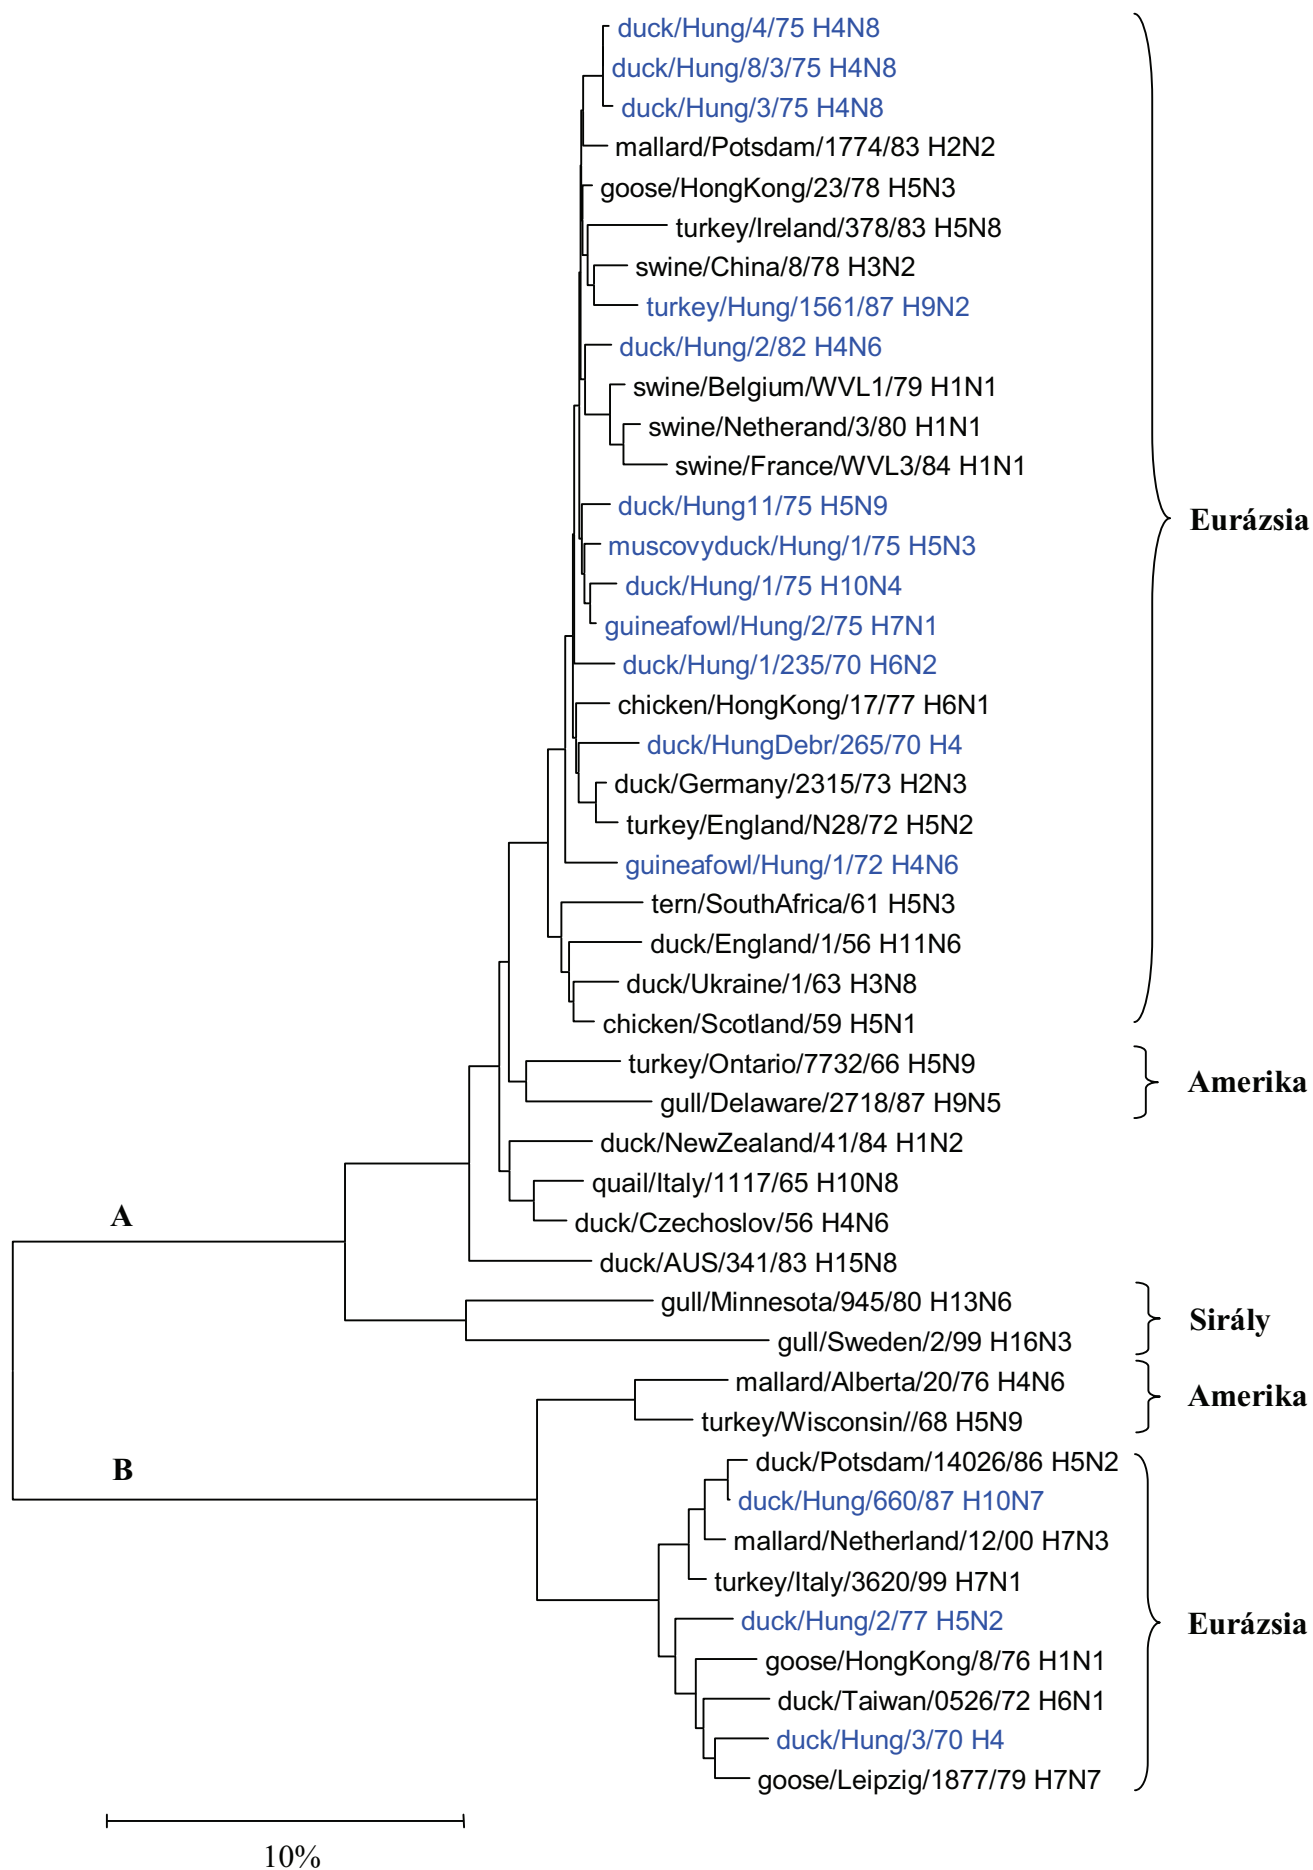 duck/Hung/4/75 H4N8
duck/Hung/8/3/75 H4N8
duck/Hung/3/75 H4N8
mallard/Potsdam/1774/83 H2N2
goose/HongKong/23/78 H5N3
turkey/Ireland/378/83 H5N8
swine/China/8/78 H3N2
turkey/Hung/1561/87 H9N2
duck/Hung/2/82 H4N6
swine/Belgium/WVL1/79 H1N1
swine/Netherand/3/80 H1N1
swine/France/WVL3/84 H1N1
duck/Hung11/75 H5N9
Eurázsia
muscovyduck/Hung/1/75 H5N3
duck/Hung/1/75 H10N4
guineafowl/Hung/2/75 H7N1
duck/Hung/1/235/70 H6N2
chicken/HongKong/17/77 H6N1
duck/HungDebr/265/70 H4
duck/Germany/2315/73 H2N3
turkey/England/N28/72 H5N2
guineafowl/Hung/1/72 H4N6
tern/SouthAfrica/61 H5N3
duck/England/1/56 H11N6
duck/Ukraine/1/63 H3N8
chicken/Scotland/59 H5N1
turkey/Ontario/7732/66 H5N9
Amerika
gull/Delaware/2718/87 H9N5
duck/NewZealand/41/84 H1N2
quail/Italy/1117/65 H10N8
A
duck/Czechoslov/56 H4N6
duck/AUS/341/83 H15N8
gull/Minnesota/945/80 H13N6
Sirály
gull/Sweden/2/99 H16N3
mallard/Alberta/20/76 H4N6
Amerika
turkey/Wisconsin//68 H5N9
duck/Potsdam/14026/86 H5N2
B
duck/Hung/660/87 H10N7
mallard/Netherland/12/00 H7N3
turkey/Italy/3620/99 H7N1
duck/Hung/2/77 H5N2
Eurázsia
goose/HongKong/8/76 H1N1
duck/Taiwan/0526/72 H6N1
duck/Hung/3/70 H4
goose/Leipzig/1877/79 H7N7
10%